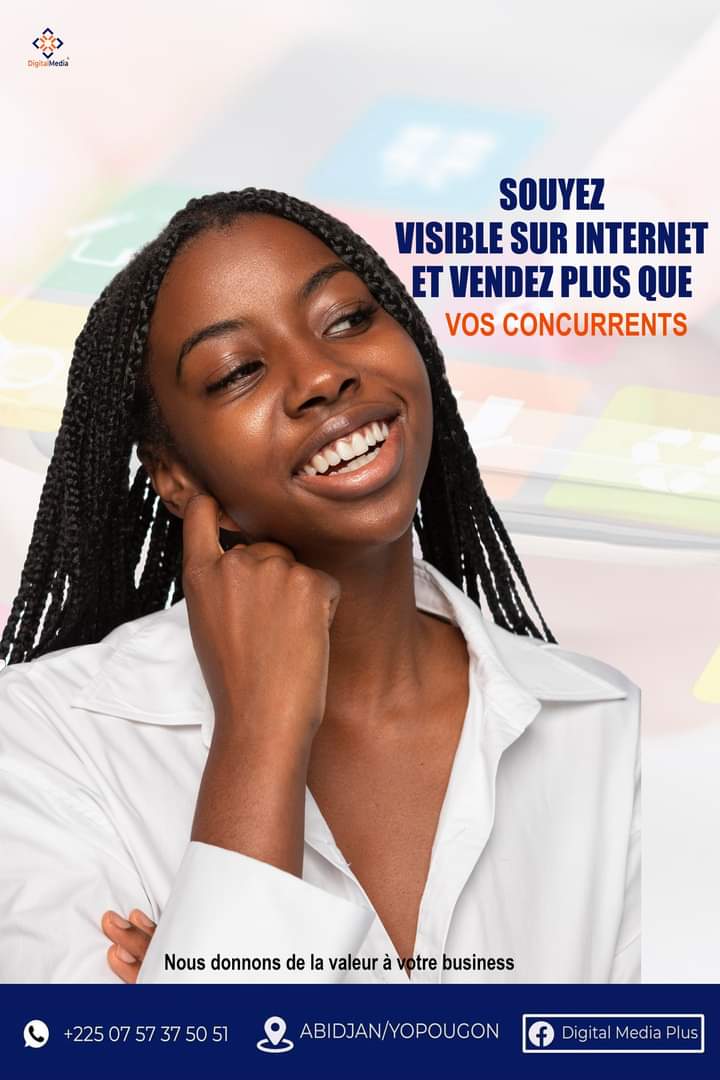 DigitalMedia
SOUYEZ
VISIBLE SUR INTERNET
ET VENDEZ PLUS QUE
VOS CONCURRENTS
Nous donnons de la valeur à votre business
+225 07 57 37 50 51
ABIDJAN/YOPOUGON
Digital Media Plus